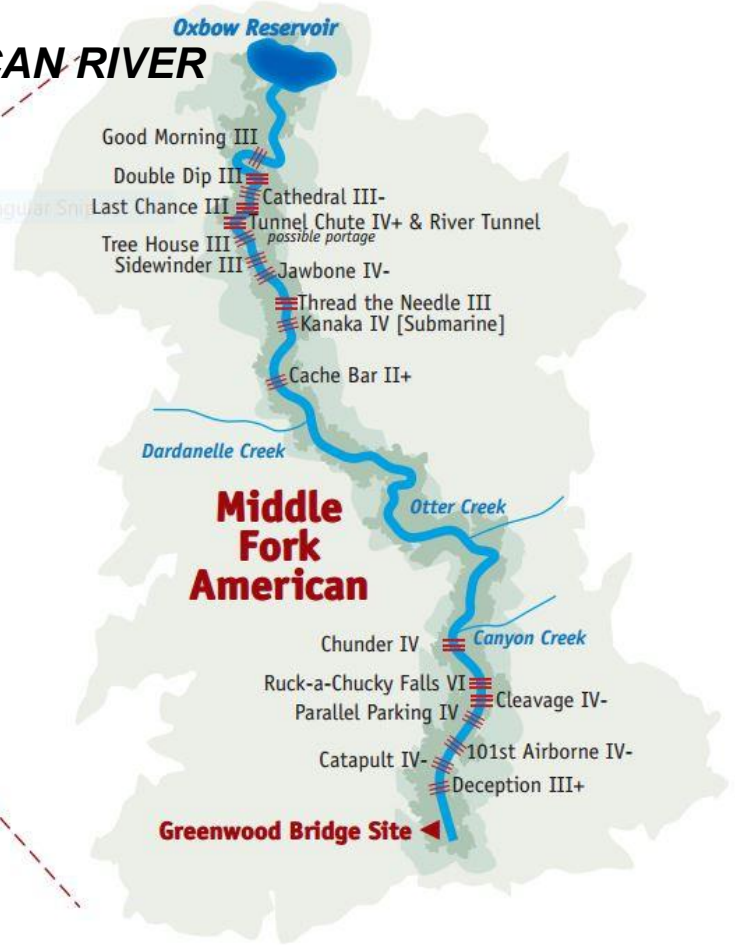 Oxbow Reservoir
CAN RIVER
Good Morning III
Double Dip III
Cathedral III-
Last Chance III
Tunnel Chute IV+ & River Tunnel
possible portage
Tree House III
Sidewinder III
Jawbone IV-
Thread the Needle III
Kanaka IV [Submarine]
Cache Bar II+
Dardanelle Creek
Middle
Fork
American
Otter Creek
Chunder IV
Canyon Creek
Ruck-a-Chucky Falls VI
Cleavage IV-
Parallel Parking IV
101st Airborne IV-
Catapult IV-
Deception III+
Greenwood Bridge Site